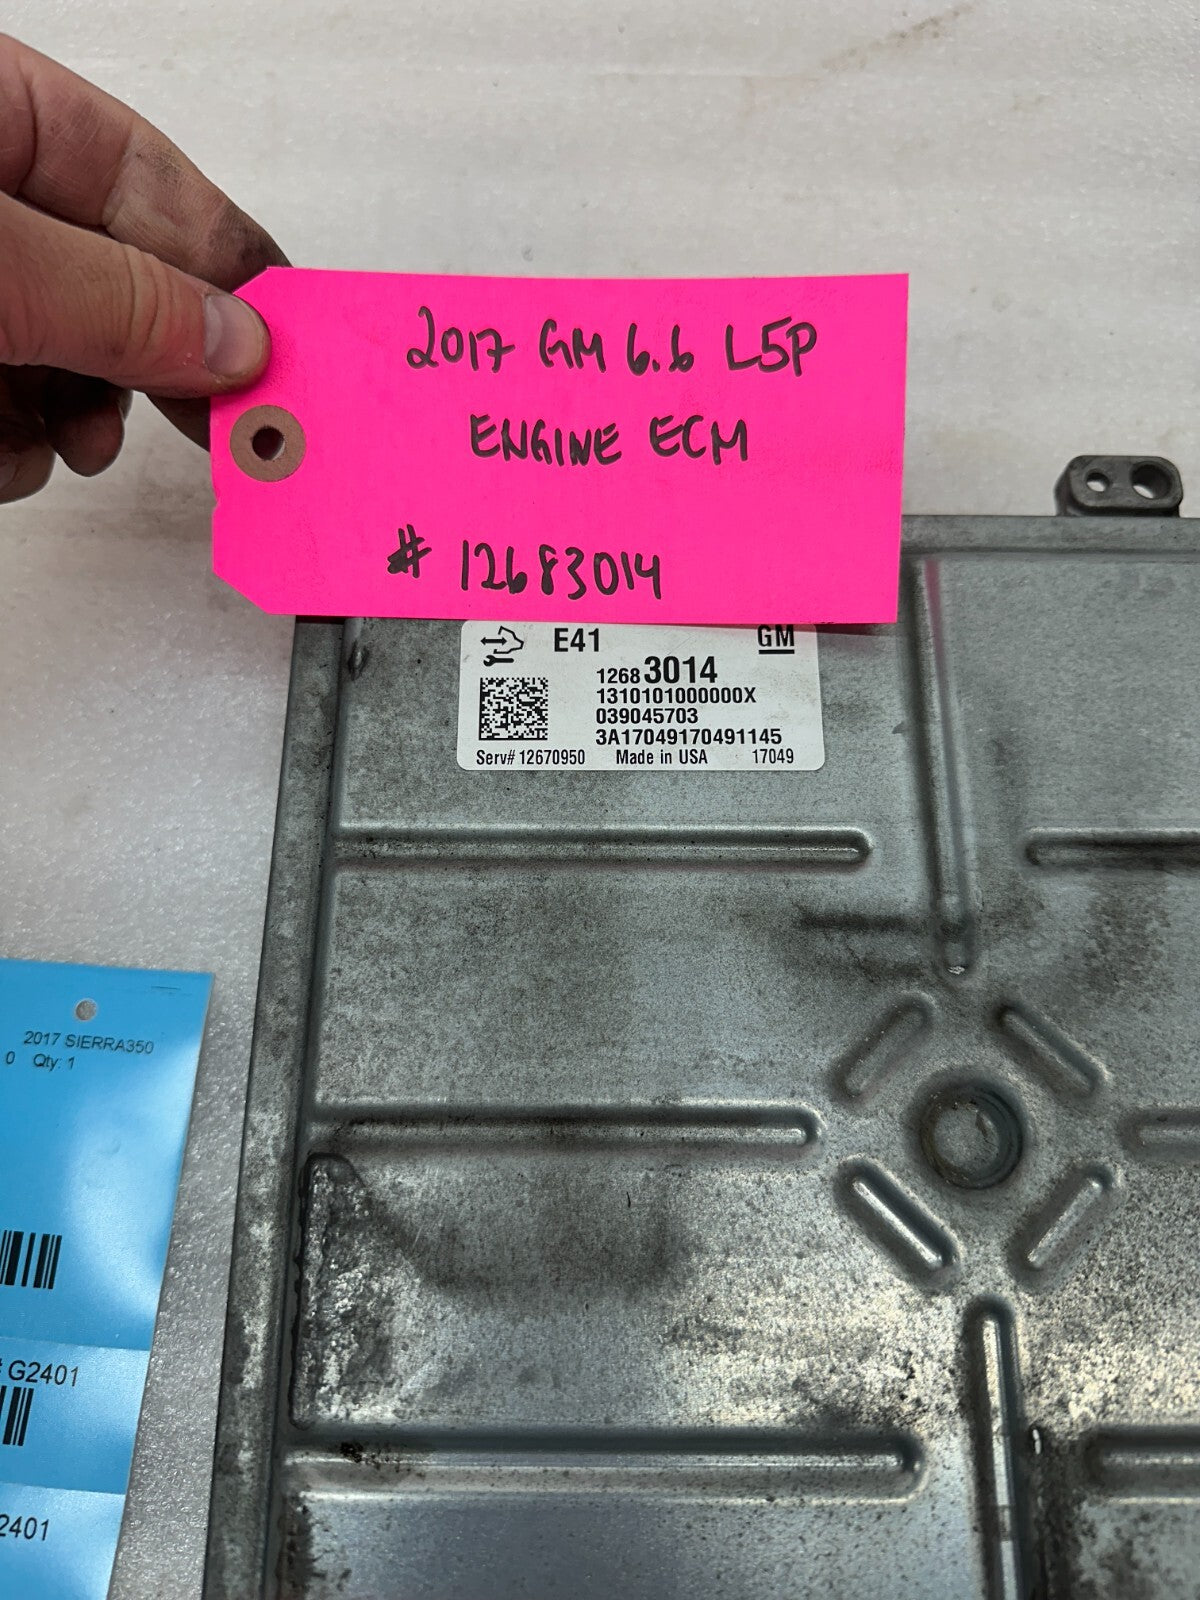 2017 GM 6.6 L5P
ENGINE ECM
# 12683014
E41 GM
12683014
1310101000000X
039045703
3A17049170491145
Serv# 12670950 Made in USA 17049
2017 SIERRA350
0 Qty: 1
# G2401
2401